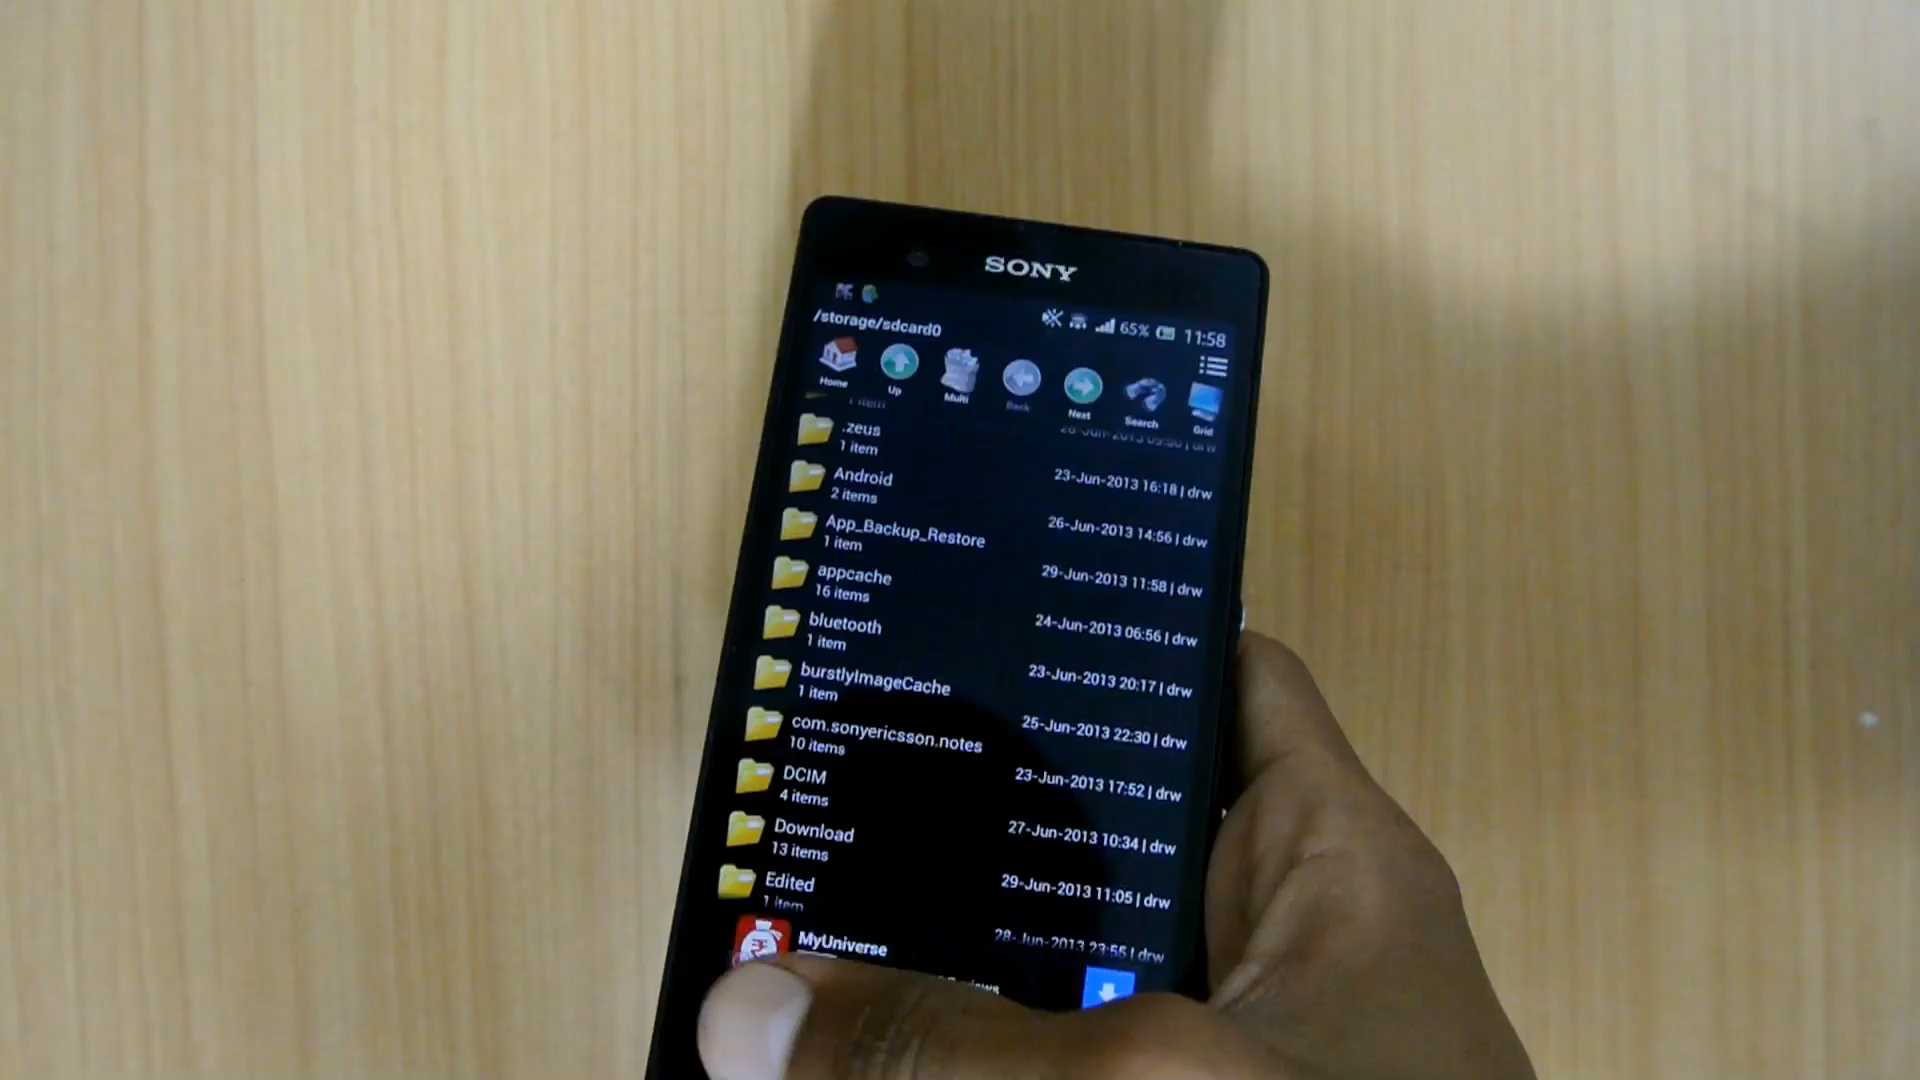 SONY
65% 11:58
/storage/sdcard0
Home Up Multi Back Next Search Grid
1 item
.zeus
1 item
Android 23-Jun-2013 16:18 | drw
2 items
App_Backup_Restore 26-Jun-2013 14:56 | drw
1 item
appcache 29-Jun-2013 11:58 | drw
16 items
bluetooth 24-Jun-2013 06:56 | drw
1 item
burstlyImageCache 23-Jun-2013 20:17 | drw
1 item
com.sonyericsson.notes 25-Jun-2013 22:30 | drw
10 items
DCIM 23-Jun-2013 17:52 | drw
4 items
Download 27-Jun-2013 10:34 | drw
13 items
Edited 29-Jun-2013 11:05 | drw
1 item
28-Jun-2013 23:55 | drw
MyUniverse